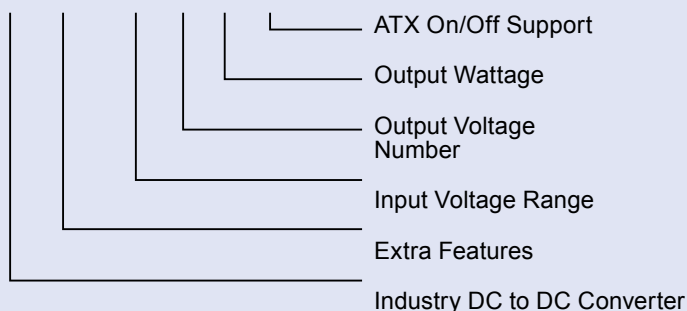 ATX On/Off Support
Output Wattage
Output Voltage
Number
Input Voltage Range
Extra Features
Industry DC to DC Converter